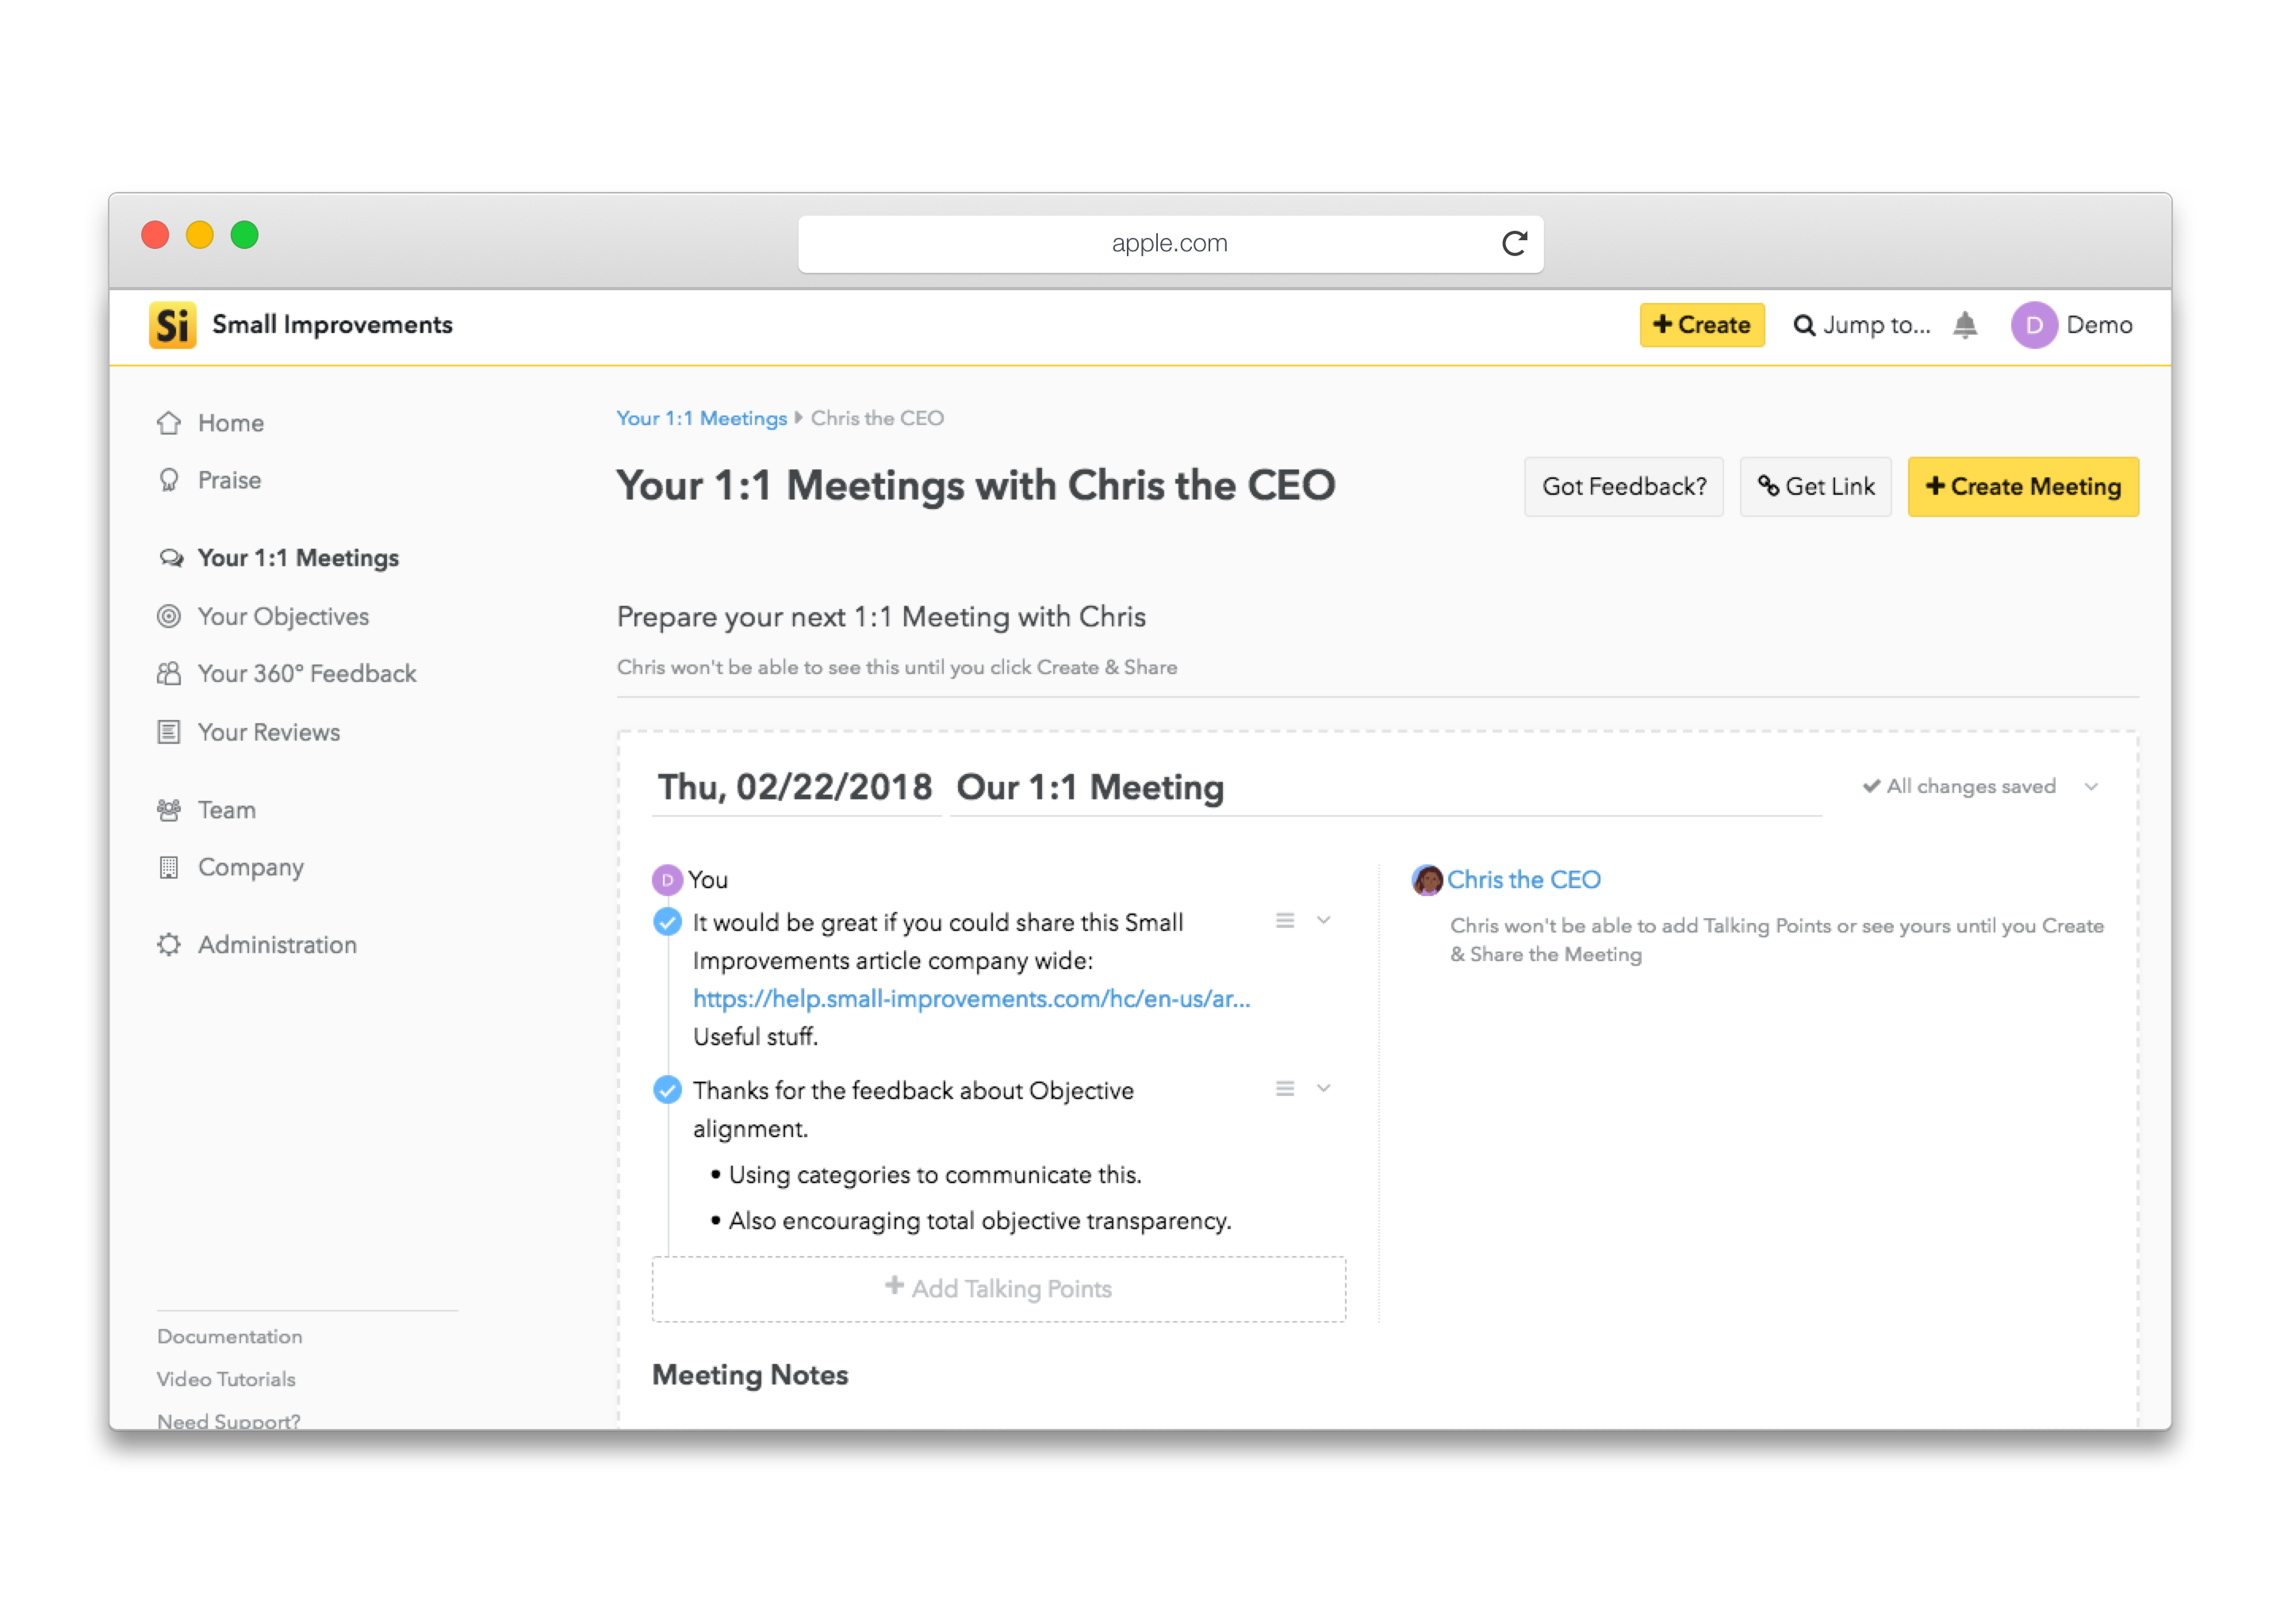 apple.com
Si Small Improvements
Create
Jump to...
D Demo
Home
Praise
Your 1:1 Meetings
Your Objectives
Your 360° Feedback
Your Reviews
Team
Company
Administration
Documentation
Video Tutorials
Need Support?
Your 1:1 Meetings Chris the CEO
Your 1:1 Meetings with Chris the CEO
Got Feedback?
Get Link
Create Meeting
Prepare your next 1:1 Meeting with Chris
Chris won't be able to see this until you click Create & Share
Thu, 02/22/2018 Our 1:1 Meeting
All changes saved
D You
It would be great if you could share this Small
Improvements article company wide:
https://help.small-improvements.com/hc/en-us/ar...
Useful stuff.
Thanks for the feedback about Objective
alignment.
• Using categories to communicate this.
• Also encouraging total objective transparency.
Add Talking Points
Chris the CEO
Chris won't be able to add Talking Points or see yours until you Create
& Share the Meeting
Meeting Notes